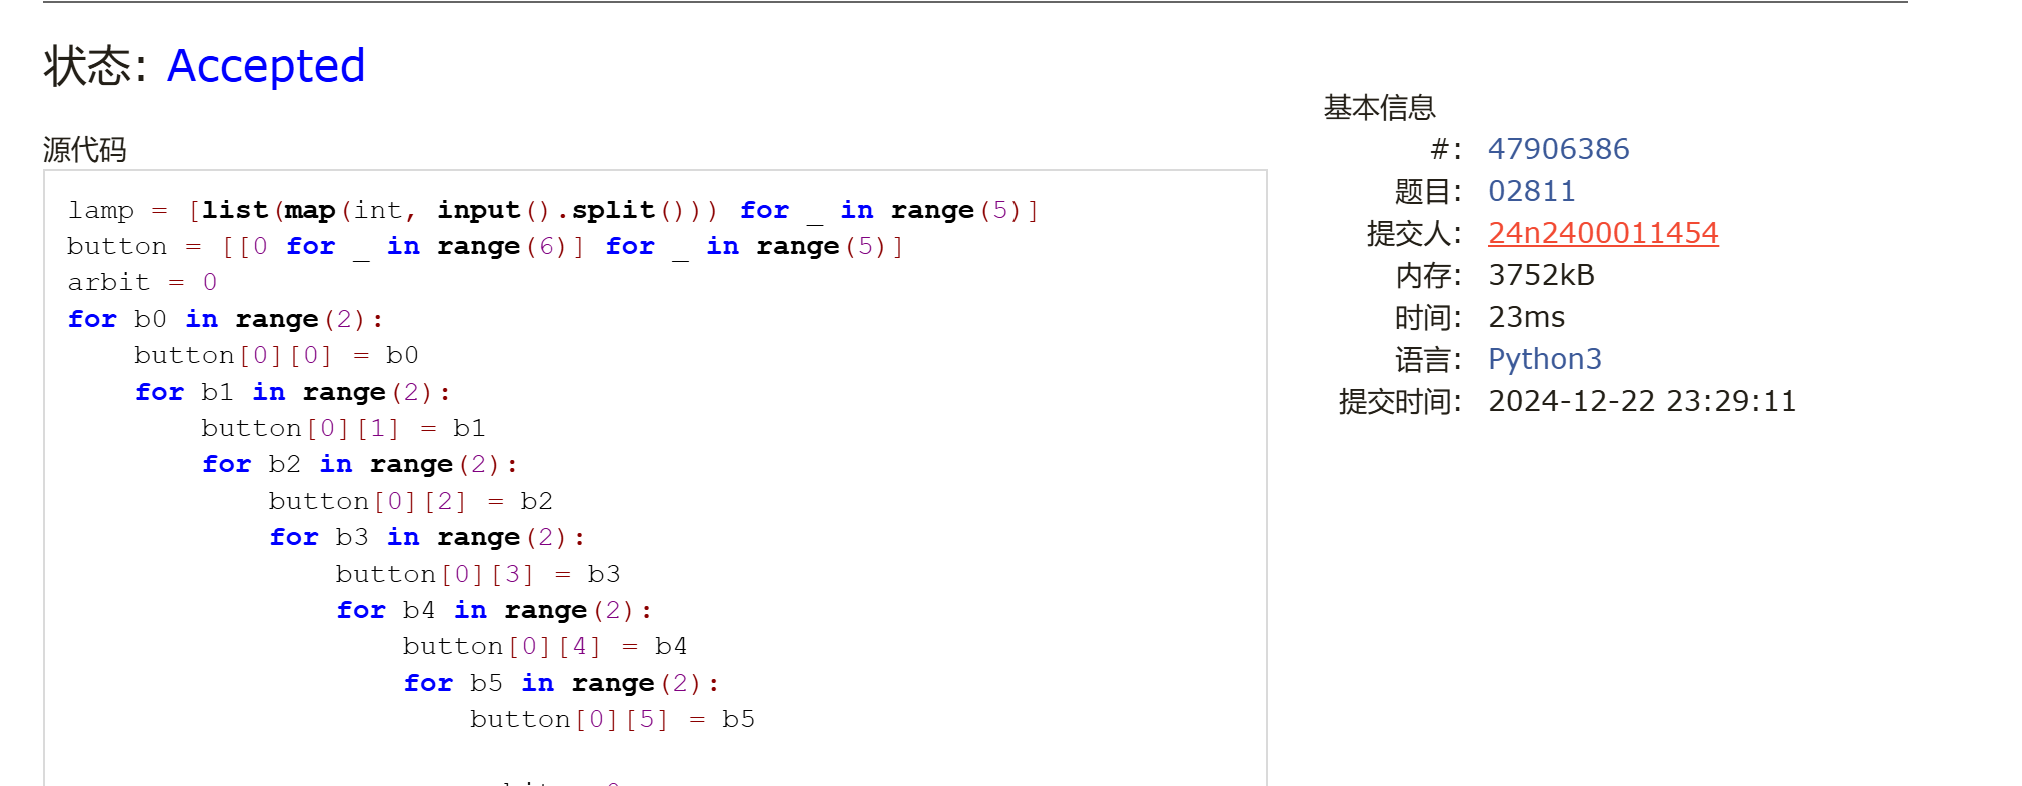 状态: Accepted
源代码
lamp = [list(map(int, input().split())) for _ in range(5)]
button = [[0 for _ in range(6)] for _ in range(5)]
arbit = 0
for b0 in range(2):
    button[0][0] = b0
    for b1 in range(2):
        button[0][1] = b1
        for b2 in range(2):
            button[0][2] = b2
            for b3 in range(2):
                button[0][3] = b3
                for b4 in range(2):
                    button[0][4] = b4
                    for b5 in range(2):
                        button[0][5] = b5
基本信息
#: 47906386
题目: 02811
提交人: 24n2400011454
内存: 3752kB
时间: 23ms
语言: Python3
提交时间: 2024-12-22 23:29:11